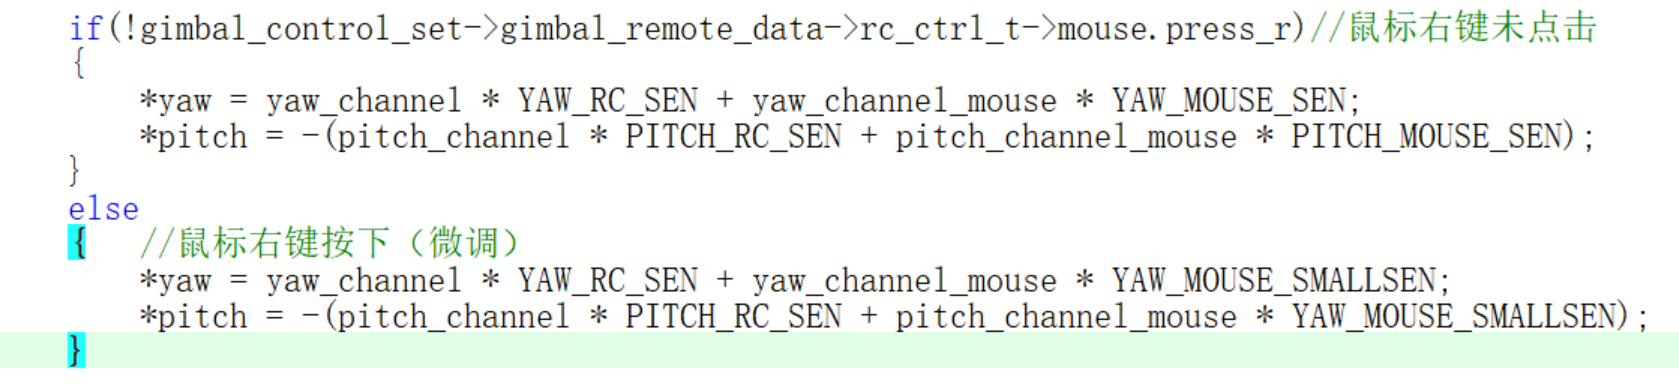 if(!gimbal_control_set->gimbal_remote_data->rc_ctrl_t->mouse.press_r)//鼠标右键未点击
{
    *yaw = yaw_channel * YAW_RC_SEN + yaw_channel_mouse * YAW_MOUSE_SEN;
    *pitch = -(pitch_channel * PITCH_RC_SEN + pitch_channel_mouse * PITCH_MOUSE_SEN);
}
else
{   //鼠标右键按下（微调）
    *yaw = yaw_channel * YAW_RC_SEN + yaw_channel_mouse * YAW_MOUSE_SMALLSEN;
    *pitch = -(pitch_channel * PITCH_RC_SEN + pitch_channel_mouse * YAW_MOUSE_SMALLSEN);
}